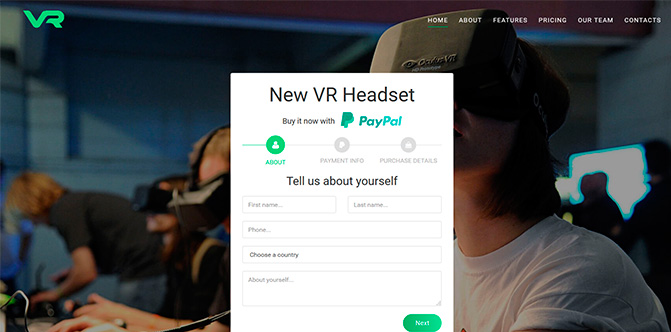 VR
HOME ABOUT FEATURES PRICING OUR TEAM CONTACTS
New VR Headset
Buy it now with PayPal
ABOUT PAYMENT INFO PURCHASE DETAILS
Tell us about yourself
First name... Last name...
Phone...
Choose a country
About yourself...
Next